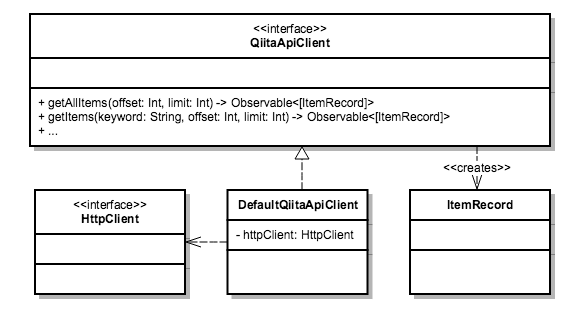 <<interface>>
QiitaApiClient
+ getAllItems(offset: Int, limit: Int) -> Observable<[ItemRecord]>
+ getItems(keyword: String, offset: Int, limit: Int) -> Observable<[ItemRecord]>
+ ...
<<creates>>
<<interface>>
HttpClient
DefaultQiitaApiClient
- httpClient: HttpClient
ItemRecord